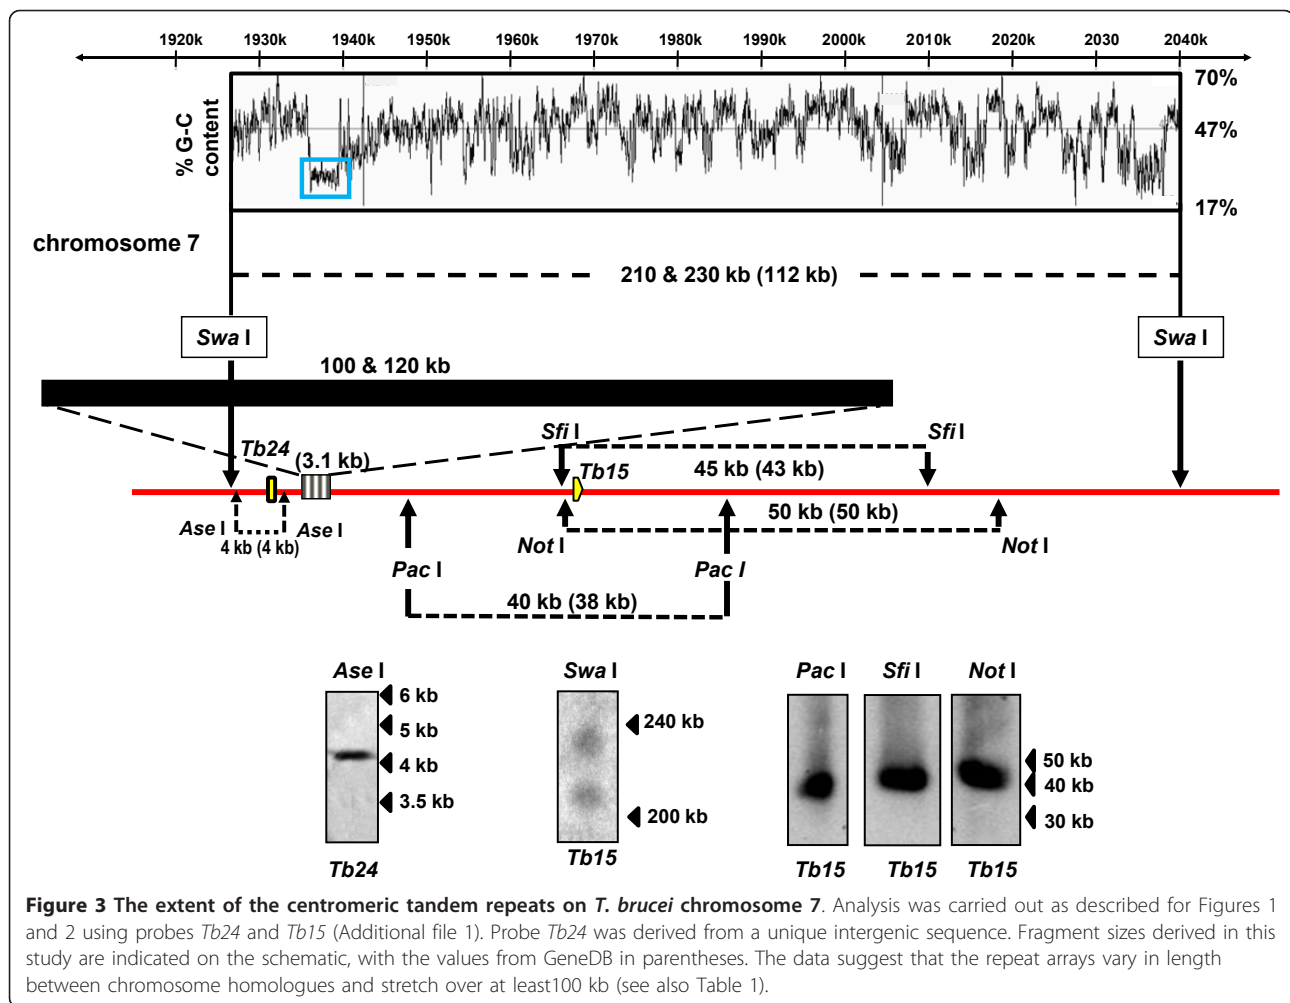 1920k 1930k 1940k 1950k 1960k 1970k 1980k 1990k 2000k 2010k 2020k 2030 2040k
% G-C content
70%
47%
17%
chromosome 7
210 & 230 kb (112 kb)
Swa I
Swa I
100 & 120 kb
Tb24
(3.1 kb)
Sfi I
Sfi I
Tb15
45 kb (43 kb)
50 kb (50 kb)
Ase I
4 kb (4 kb)
Ase I
Not I
Not I
Pac I
Pac I
40 kb (38 kb)
Ase I
6 kb
5 kb
4 kb
3.5 kb
Tb24
Swa I
240 kb
200 kb
Tb15
Pac I Sfi I Not I
50 kb
40 kb
30 kb
Tb15 Tb15 Tb15
Figure 3 The extent of the centromeric tandem repeats on T. brucei chromosome 7. Analysis was carried out as described for Figures 1
and 2 using probes Tb24 and Tb15 (Additional file 1). Probe Tb24 was derived from a unique intergenic sequence. Fragment sizes derived in this
study are indicated on the schematic, with the values from GeneDB in parentheses. The data suggest that the repeat arrays vary in length
between chromosome homologues and stretch over at least100 kb (see also Table 1).